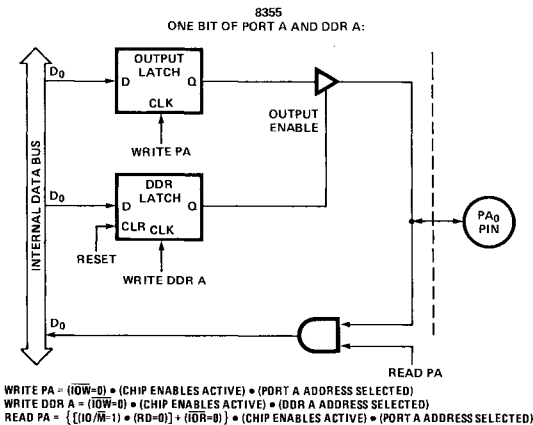 8355
ONE BIT OF PORT A AND DDR A:
D0
OUTPUT
LATCH
D
Q
CLK
OUTPUT
ENABLE
WRITE PA
INTERNAL DATA BUS
D0
DDR
LATCH
D
Q
CLR
CLK
RESET
WRITE DDR A
PA0
PIN
D0
READ PA
WRITE PA = (I̅O̅W̅=0) • (CHIP ENABLES ACTIVE) • (PORT A ADDRESS SELECTED)
WRITE DDR A = (I̅O̅W̅=0) • (CHIP ENABLES ACTIVE) • (DDR A ADDRESS SELECTED)
READ PA = {[(IO/M̅=1) • (RD=0)] + (I̅O̅R̅=0)} • (CHIP ENABLES ACTIVE) • (PORT A ADDRESS SELECTED)